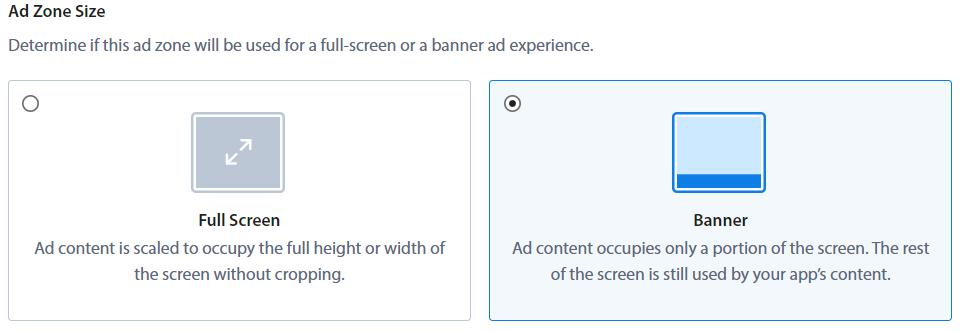 Ad Zone Size
Determine if this ad zone will be used for a full-screen or a banner ad experience.
Full Screen
Ad content is scaled to occupy the full height or width of
the screen without cropping.
Banner
Ad content occupies only a portion of the screen. The rest
of the screen is still used by your app’s content.